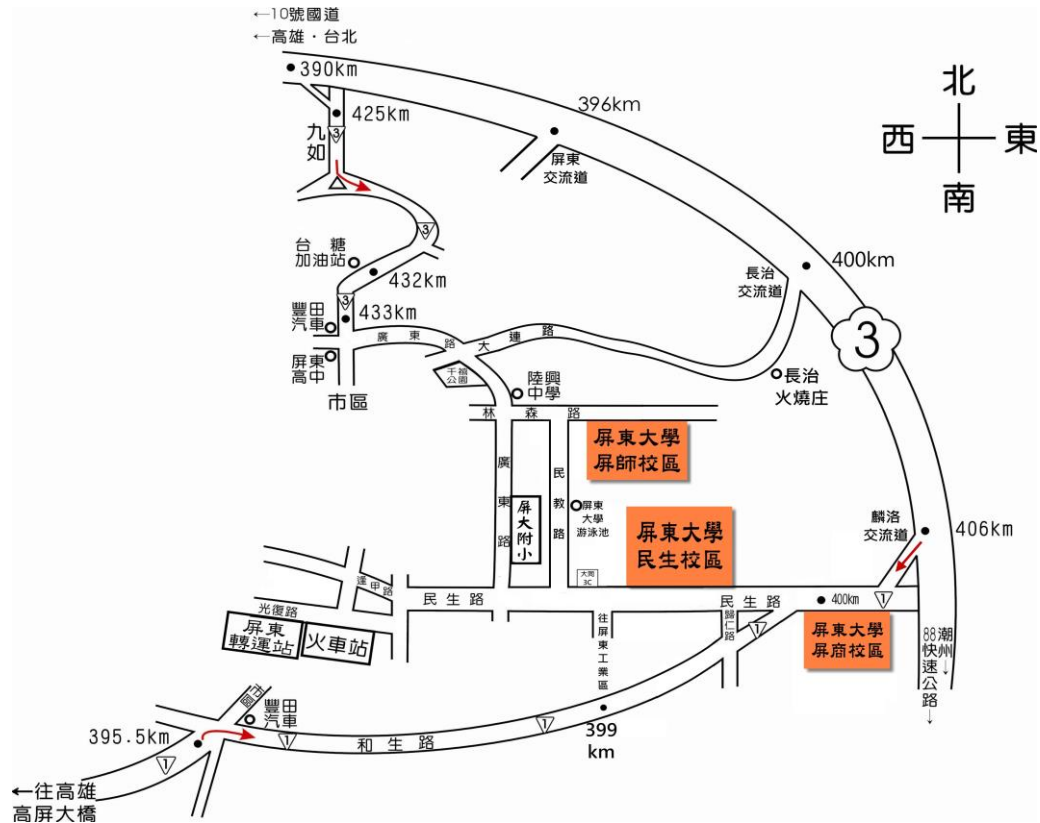 ←10號國道
←高雄．台北
390km
396km
425km
北
西
東
南
九
如
3
屏東
交流道
3
台糖
加油站
432km
400km
長治
交流道
3
豐田
汽車
433km
3
廣東路
大連路
屏東
高中
千禧
公園
陸興
中學
長治
火燒庄
市區
林森路
屏東大學
屏師校區
廣東路
屏大附小
民教路
屏東
大學
游泳池
屏東大學
民生校區
麟洛
交流道
406km
大同
3C
逢甲路
民生路
民生路
400km
1
光復路
屏東
轉運站
火車站
往屏東工業區
歸仁路
1
屏東大學
屏商校區
潮州↓
88快速公路↓
市區
豐田
汽車
395.5km
1
1
和生路
1
399
km
←往高雄
高屏大橋